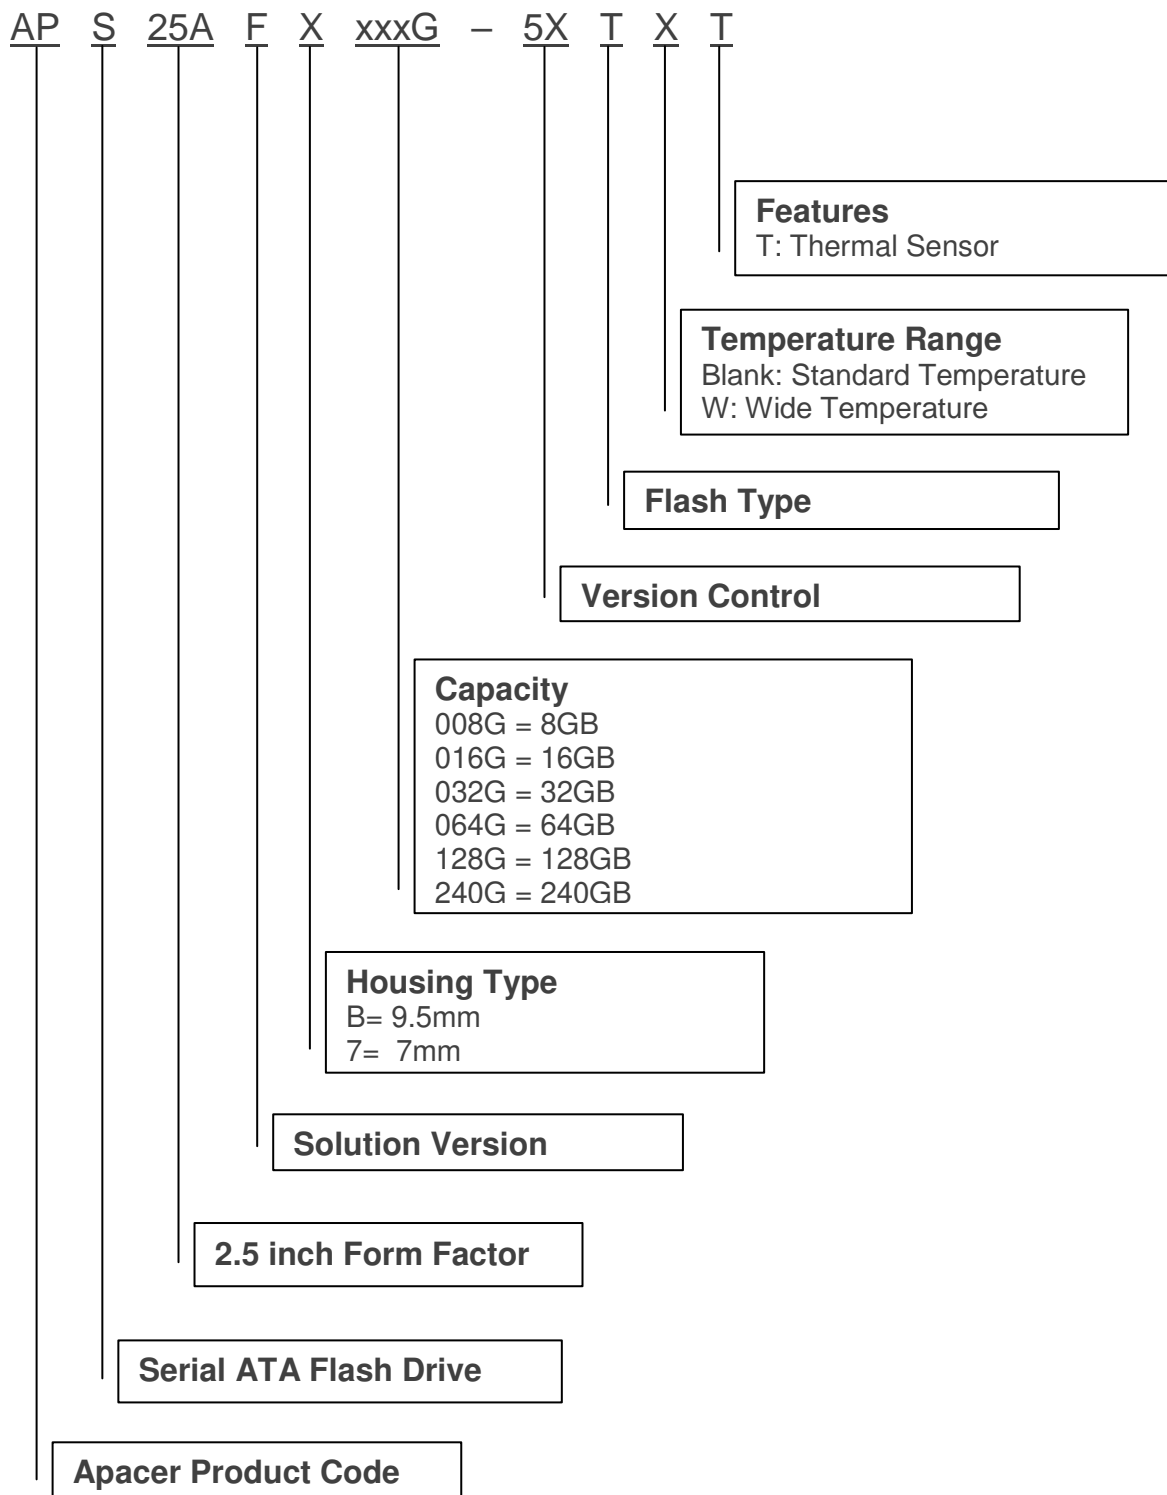 AP S 25A F X xxxG – 5X T X T
Features
T: Thermal Sensor
Temperature Range
Blank: Standard Temperature
W: Wide Temperature
Flash Type
Version Control
Capacity
008G = 8GB
016G = 16GB
032G = 32GB
064G = 64GB
128G = 128GB
240G = 240GB
Housing Type
B= 9.5mm
7= 7mm
Solution Version
2.5 inch Form Factor
Serial ATA Flash Drive
Apacer Product Code